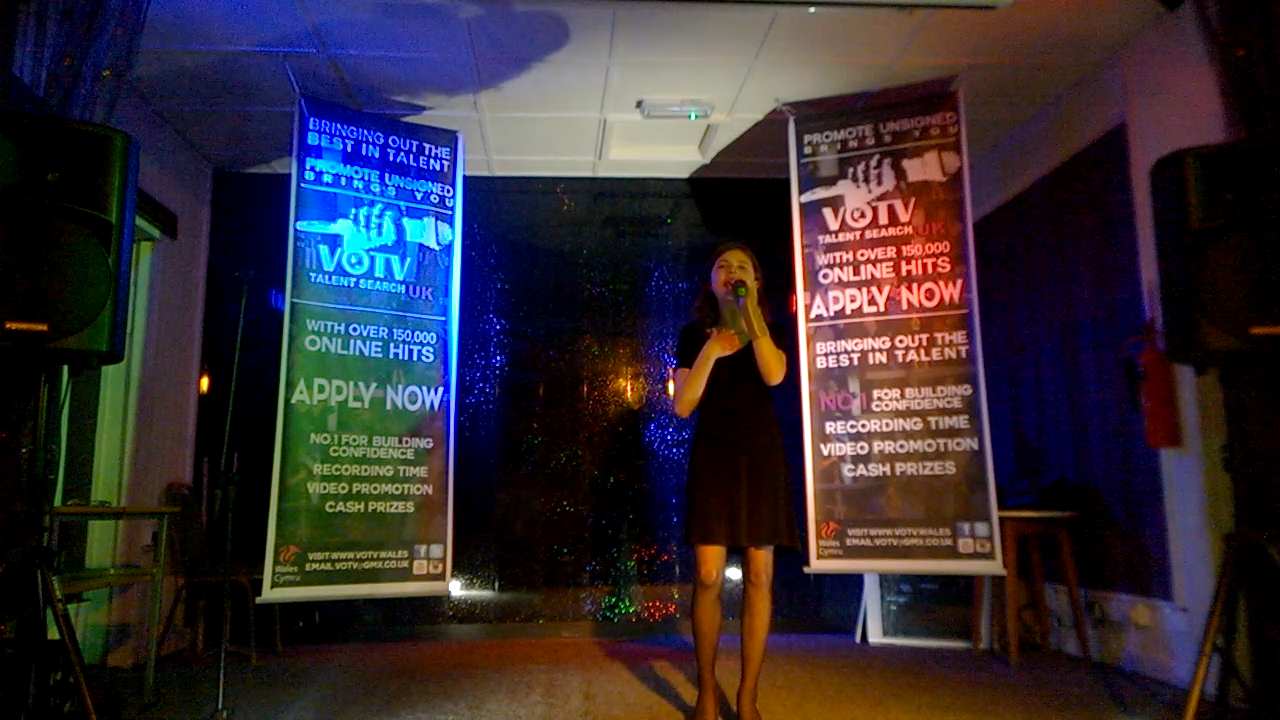 BRINGING OUT THE
BEST IN TALENT
PROMOTE UNSIGNED
BRINGS YOU
VOTV
TALENT SEARCH UK
WITH OVER 150,000
ONLINE HITS
APPLY NOW
NO.1 FOR BUILDING
CONFIDENCE
RECORDING TIME
VIDEO PROMOTION
CASH PRIZES
Wales
Cymru
VISIT-WWW.VOTV.WALES
EMAIL.VOTV@GMX.CO.UK
PROMOTE UNSIGNED
BRINGS YOU
VOTV
TALENT SEARCH UK
WITH OVER 150,000
ONLINE HITS
APPLY NOW
BRINGING OUT THE
BEST IN TALENT
NO.1 FOR BUILDING
CONFIDENCE
RECORDING TIME
VIDEO PROMOTION
CASH PRIZES
Wales
Cymru
VISIT-WWW.VOTV.WALES
EMAIL.VOTV@GMX.CO.UK